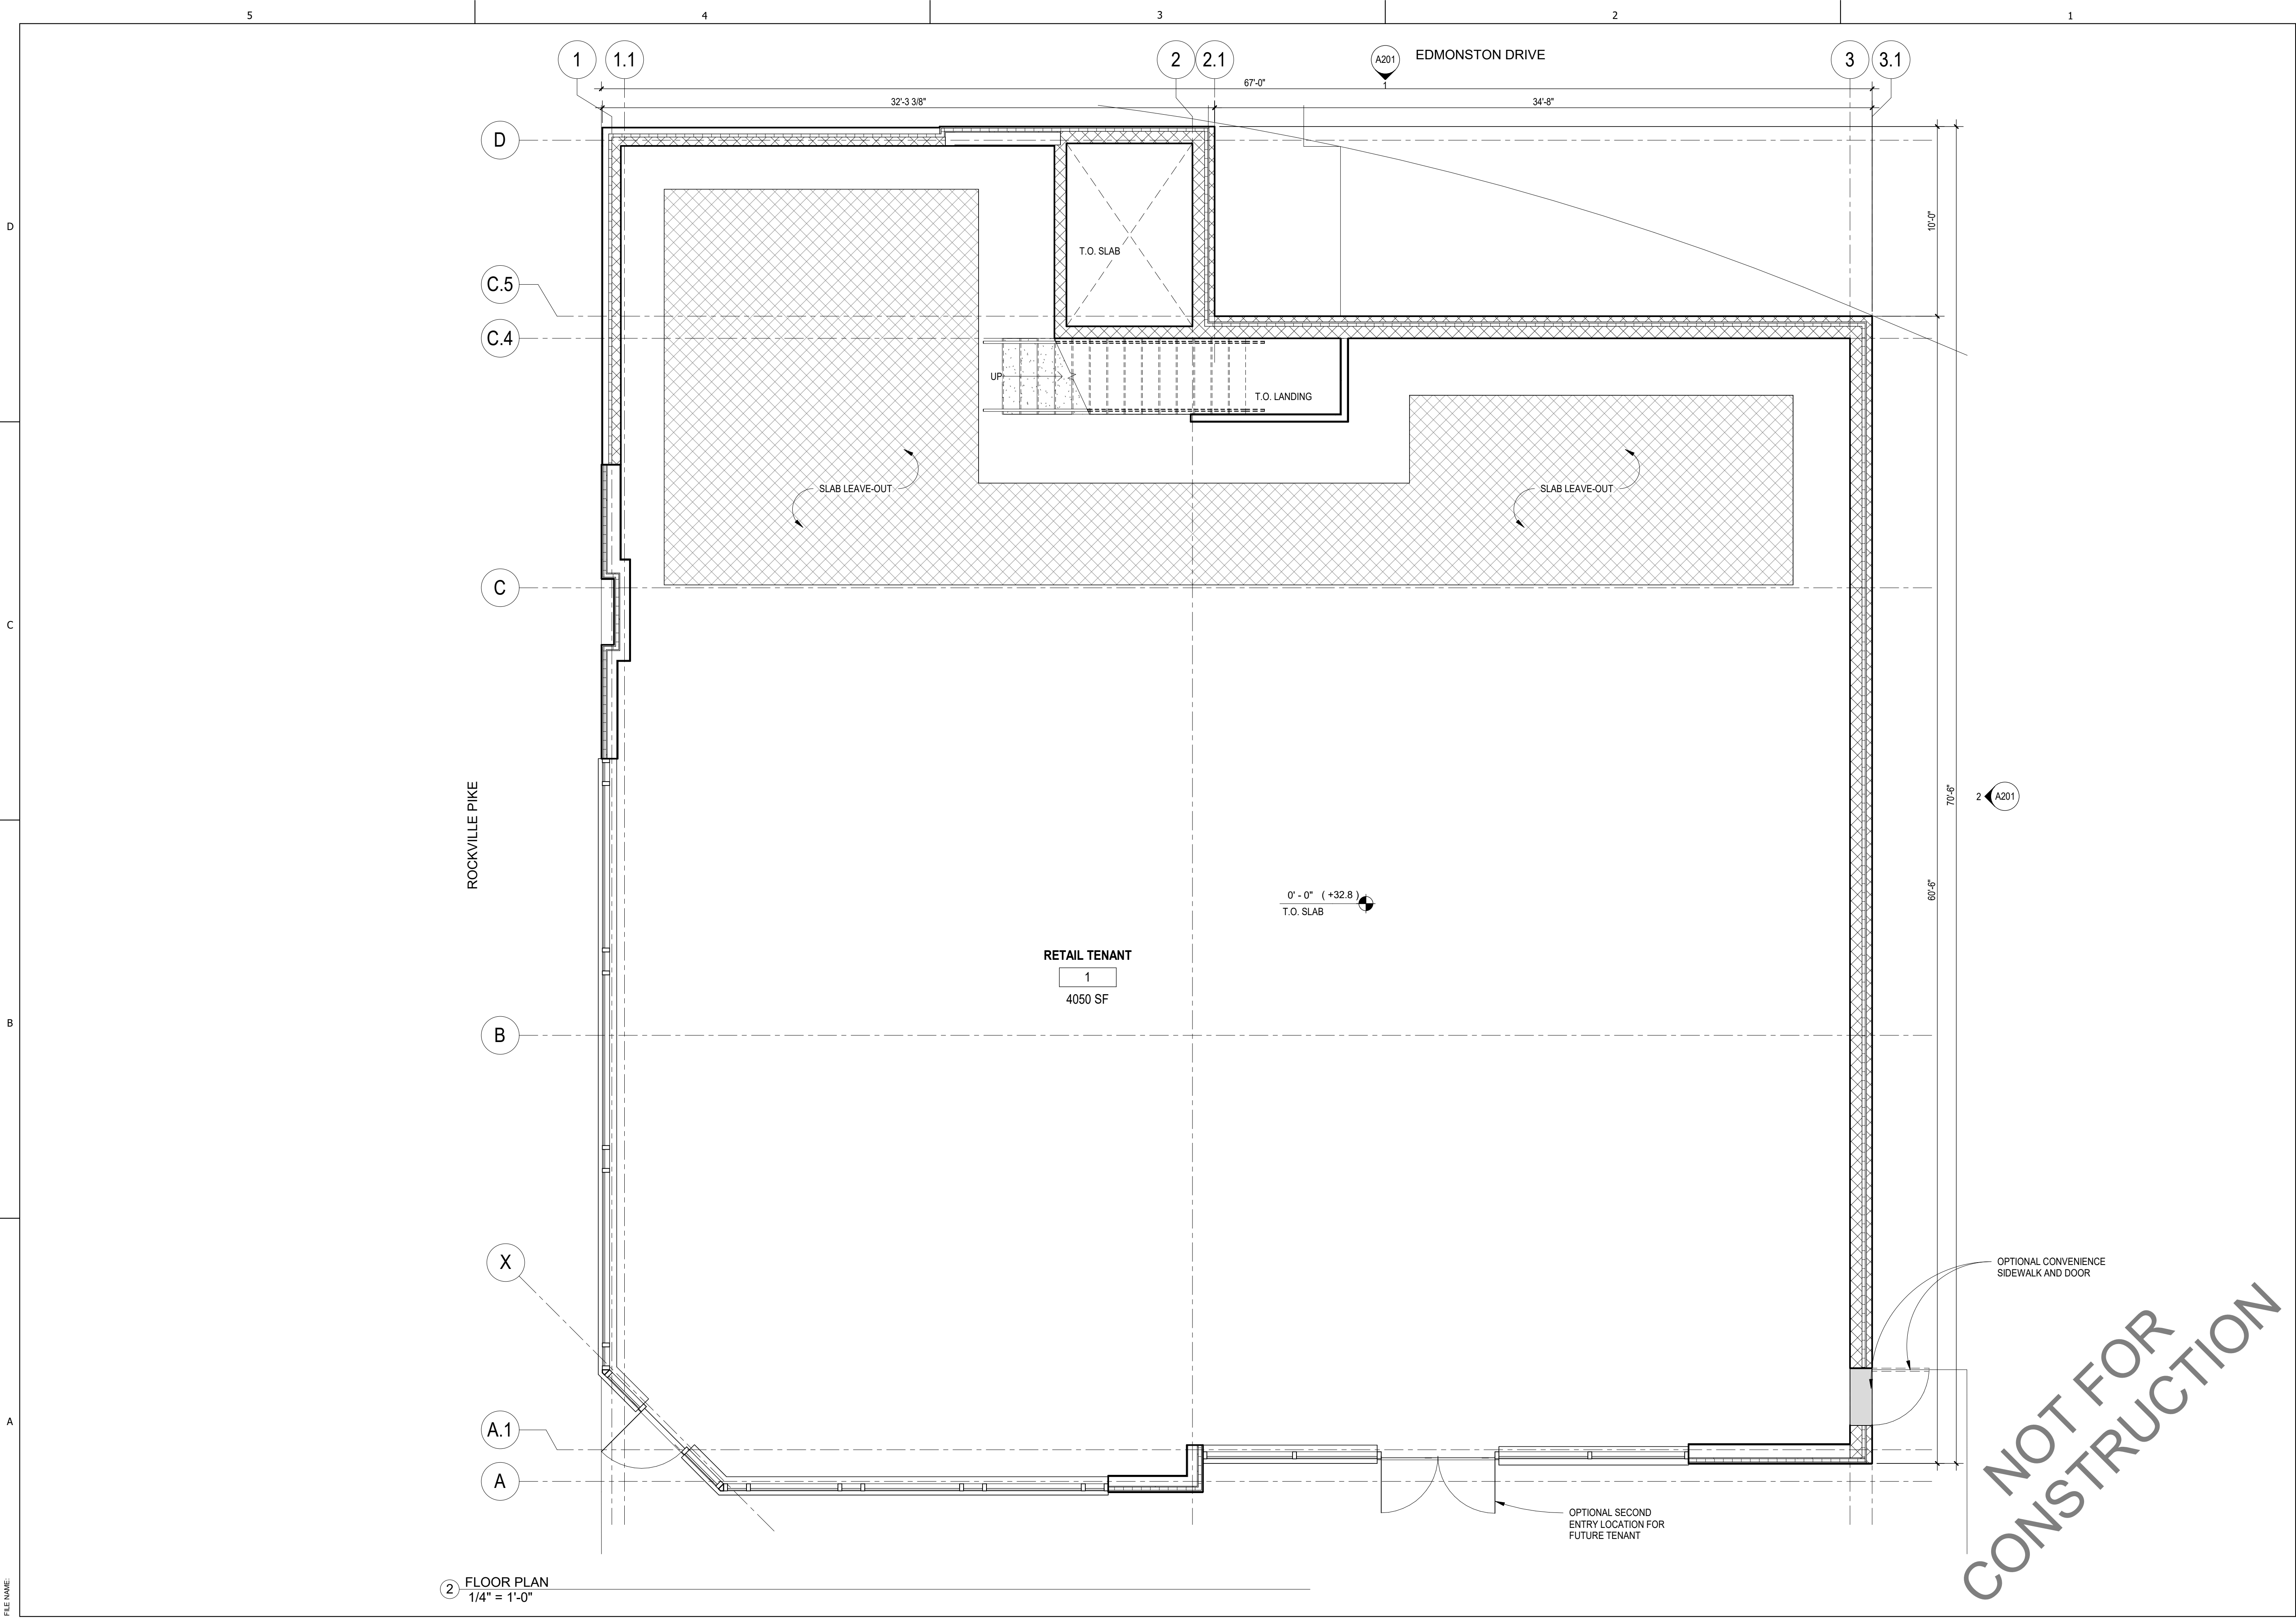 5
4
3
2
1
1
1.1
2
2.1
A201
1
EDMONSTON DRIVE
3
3.1
67'-0"
32'-3 3/8"
34'-8"
D
D
10'-0"
T.O. SLAB
C.5
C.4
UP
T.O. LANDING
SLAB LEAVE-OUT
SLAB LEAVE-OUT
C
C
ROCKVILLE PIKE
70'-6"
2
A201
60'-6"
0' - 0" ( +32.8 )
T.O. SLAB
RETAIL TENANT
1
4050 SF
B
B
X
OPTIONAL CONVENIENCE
SIDEWALK AND DOOR
A
A.1
A
OPTIONAL SECOND
ENTRY LOCATION FOR
FUTURE TENANT
NOT FOR
CONSTRUCTION
2
FLOOR PLAN
1/4" = 1'-0"
FILE NAME: